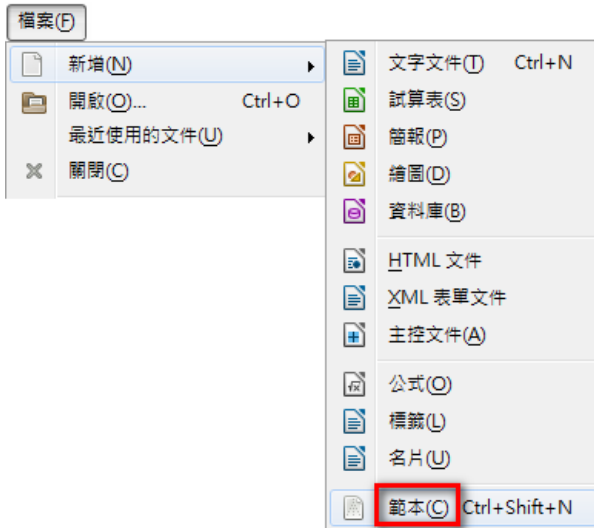 檔案(F)
新增(N)
開啟(O)... Ctrl+O
最近使用的文件(U)
關閉(C)
文字文件(T) Ctrl+N
試算表(S)
簡報(P)
繪圖(D)
資料庫(B)
HTML 文件
XML 表單文件
主控文件(A)
公式(O)
標籤(L)
名片(U)
範本(C) Ctrl+Shift+N